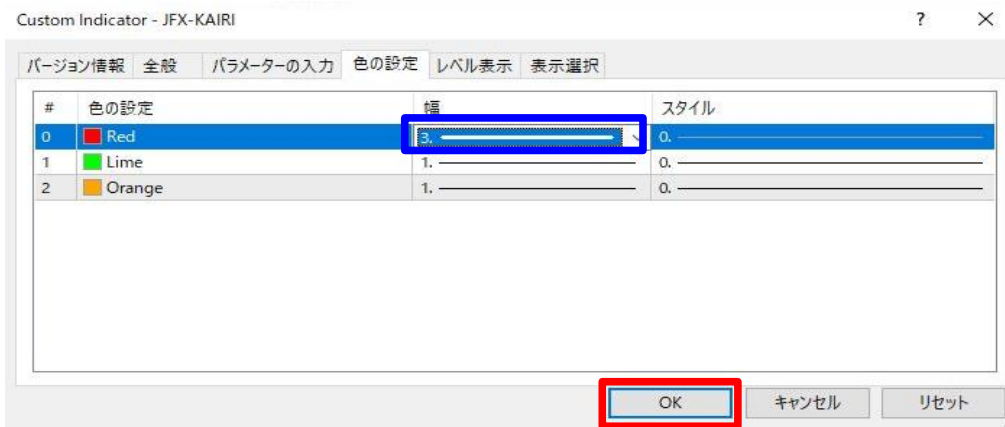 Custom Indicator - JFX-KAIRI ?
バージョン情報 全般 パラメーターの入力 色の設定 レベル表示 表示選択
# 色の設定 幅 スタイル
0 Red 3. 0.
1 Lime 1. 0.
2 Orange 1. 0.
OK キャンセル リセット